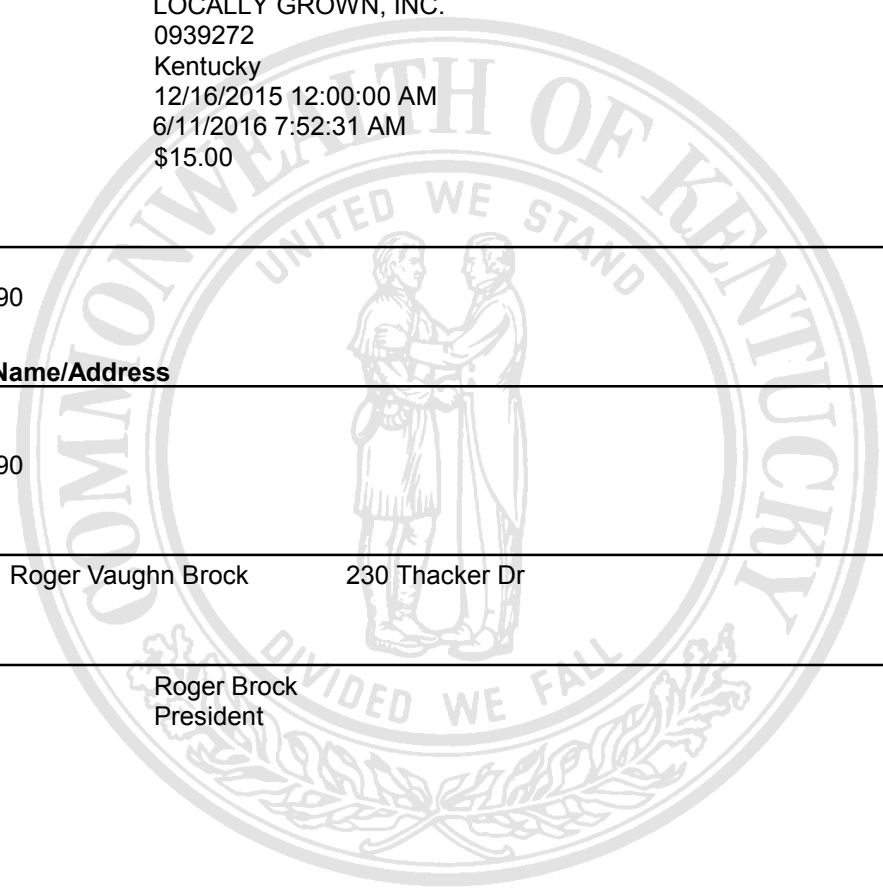 LOCALLY GROWN, INC.
0939272
Kentucky
12/16/2015 12:00:00 AM
6/11/2016 7:52:31 AM
$15.00
90
Name/Address
90
Roger Vaughn Brock 230 Thacker Dr
Roger Brock
President
COMMONWEALTH OF KENTUCKY
UNITED WE STAND
DIVIDED WE FALL